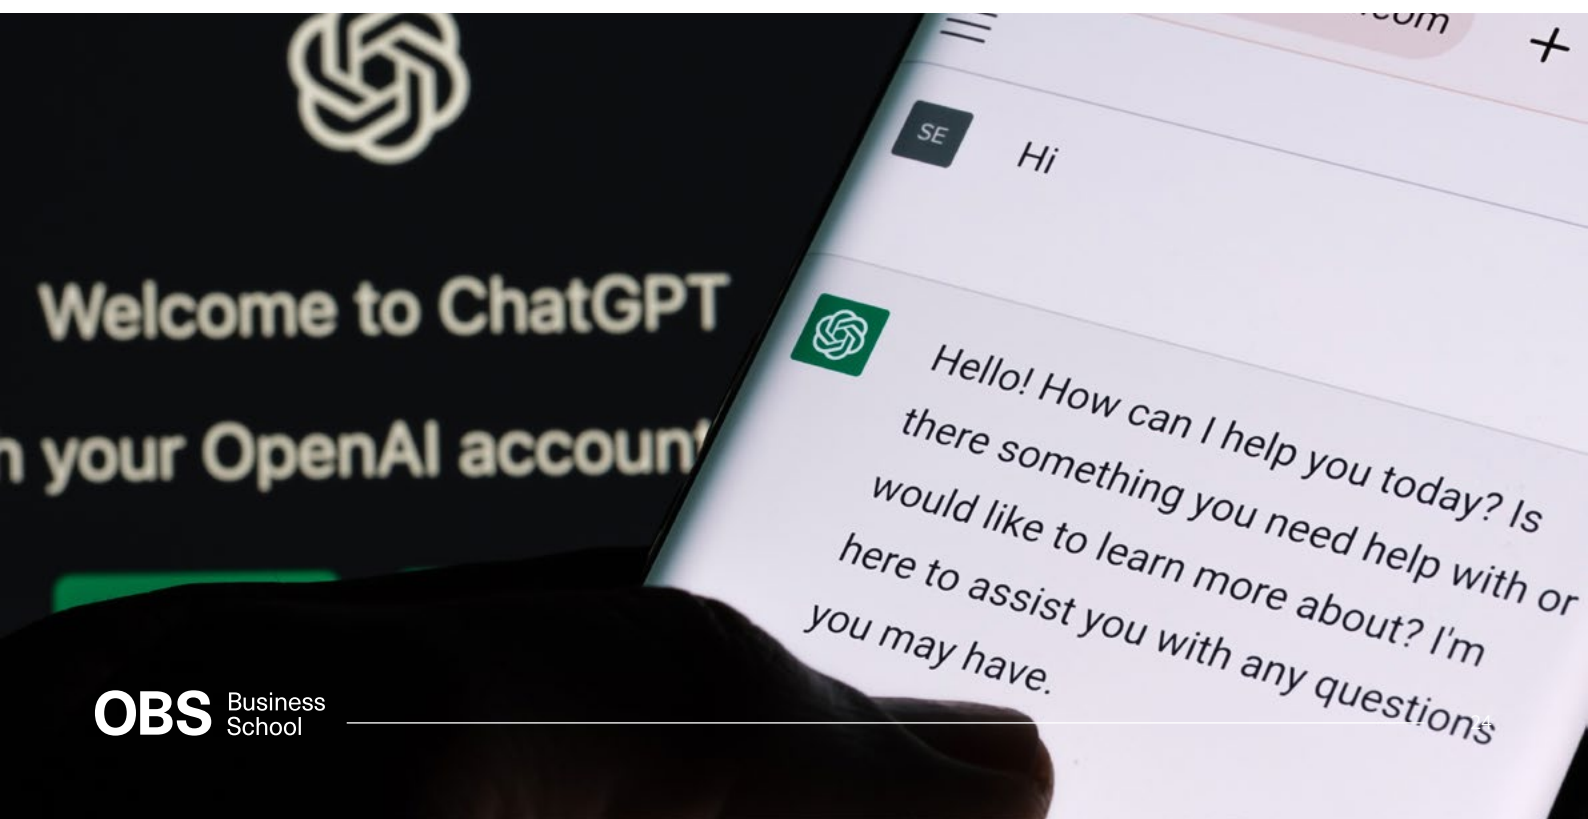 Welcome to ChatGPT
your OpenAI account
.com
SE
Hi
Hello! How can I help you today? Is
there something you need help with or
would like to learn more about? I'm
here to assist you with any questions
you may have.
OBS Business
School
24